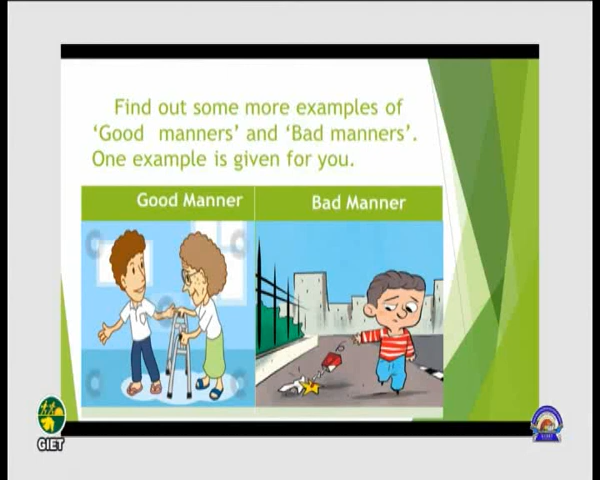 Find out some more examples of
‘Good manners’ and ‘Bad manners’.
One example is given for you.
Good Manner
Bad Manner
GIET